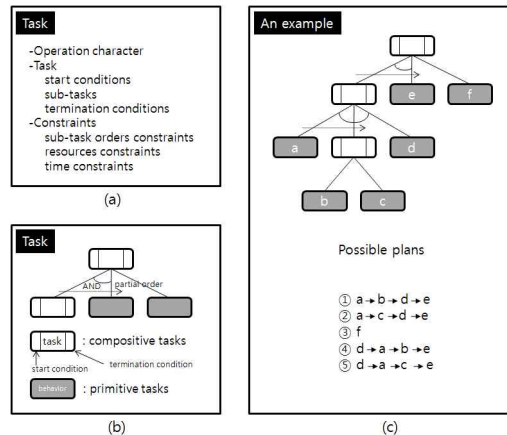 Task
-Operation character
-Task
start conditions
sub-tasks
termination conditions
-Constraints
sub-task orders constraints
resources constraints
time constraints
(a)
Task
AND
partial order
task : compositive tasks
start condition
termination condition
behavior : primitive tasks
(b)
An example
e
f
a
d
b
c
Possible plans
① a→b→d→e
② a→c→d→e
③ f
④ d→a→b→e
⑤ d→a→c→e
(c)